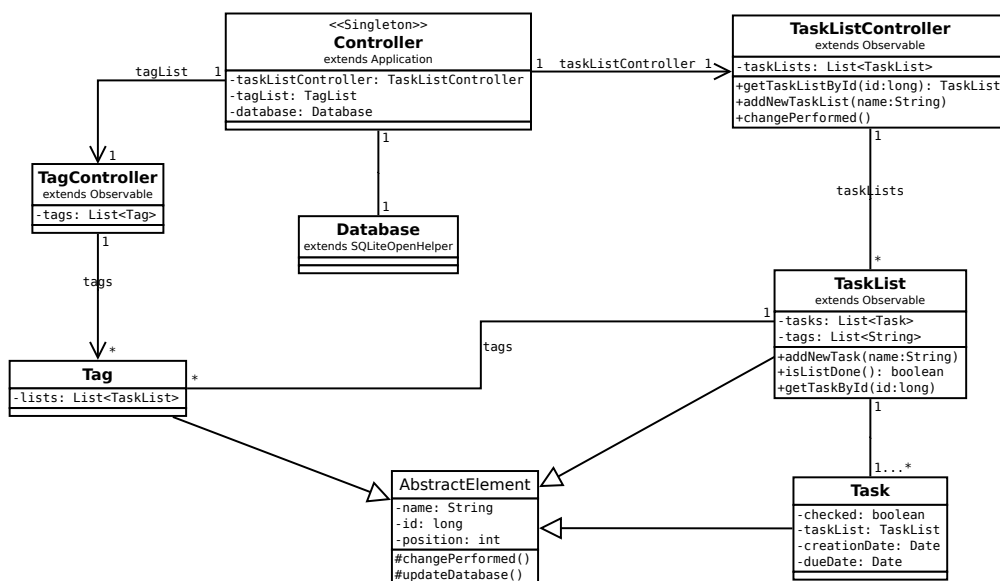 <<Singleton>>
Controller
extends Application
-taskListController: TaskListController
-tagList: TagList
-database: Database
TaskListController
extends Observable
-taskLists: List<TaskList>
+getTaskListById(id:long): TaskList
+addNewTaskList(name:String)
+changePerformed()
tagList
1
1
taskListController
1
1
TagController
extends Observable
-tags: List<Tag>
1
1
1
Database
extends SQLiteOpenHelper
1
taskLists
*
1
tags
*
TaskList
extends Observable
-tasks: List<Task>
-tags: List<String>
+addNewTask(name:String)
+isListDone(): boolean
+getTaskById(id:long)
1
tags
*
Tag
-lists: List<TaskList>
1
1...*
AbstractElement
-name: String
-id: long
-position: int
#changePerformed()
#updateDatabase()
Task
-checked: boolean
-taskList: TaskList
-creationDate: Date
-dueDate: Date